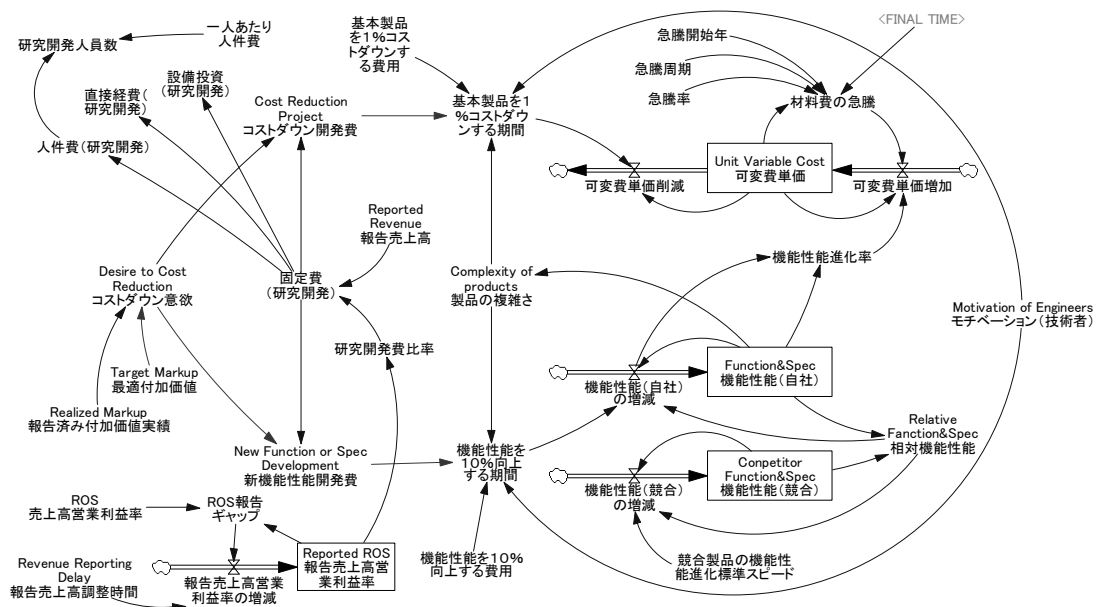 <FINAL TIME>
一人あたり
人件費
研究開発人員数
設備投資
(研究開発)
直接経費(
研究開発)
人件費(研究開発)
Cost Reduction
Project
コストダウン開発費
基本製品
を1%コス
トダウンす
る費用
基本製品を1
%コストダウ
ンする期間
急騰開始年
急騰周期
急騰率
材料費の急騰
Unit Variable Cost
可変費単価
可変費単価削減
可変費単価増加
Reported
Revenue
報告売上高
Desire to Cost
Reduction
コストダウン意欲
固定費
(研究開発)
Complexity of
products
製品の複雑さ
機能性能進化率
Motivation of Engineers
モチベーション(技術者)
研究開発費比率
Target Markup
最適付加価値
Realized Markup
報告済み付加価値実績
Function&Spec
機能性能(自社)
機能性能(自社)
の増減
Relative
Fanction&Spec
相対機能性能
New Function or Spec
Development
新機能性能開発費
機能性能を
10%向上
する期間
Competitor
Function&Spec
機能性能(競合)
機能性能(競合)
の増減
ROS
売上高営業利益率
ROS報告
ギャップ
Reported ROS
報告売上高営
業利益率
Revenue Reporting
Delay
報告売上高調整時間
報告売上高営業
利益率の増減
機能性能を10%
向上する費用
競合製品の機能性
能進化標準スピード